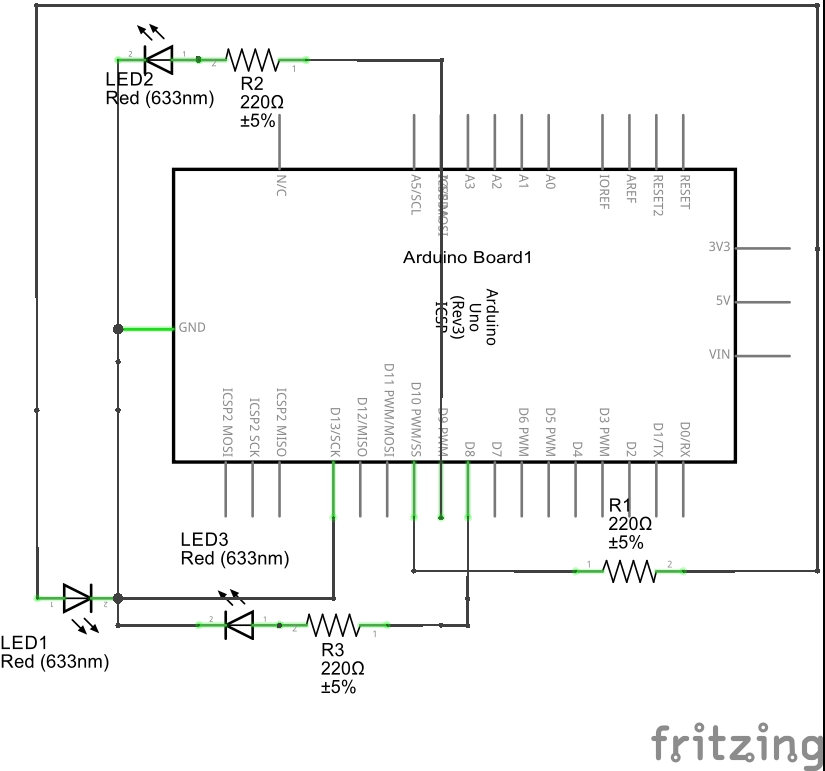 2
1
2
1
LED2
Red (633nm)
R2
220Ω
±5%
N/C
A5/SCL
A3
A2
A1
A0
IOREF
AREF
RESET2
RESET
3V3
5V
VIN
GND
Arduino Board1
Arduino
Uno
(Rev3)
ICSP
ICSP2 MOSI
ICSP2 SCK
ICSP2 MISO
D13/SCK
D12/MISO
D11 PWM/MOSI
D10 PWM/SS
D9 PWM
D8
D7
D6 PWM
D5 PWM
D4
D3 PWM
D2
D1/TX
D0/RX
R1
220Ω
±5%
1
2
LED3
Red (633nm)
1
2
2
1
2
1
LED1
Red (633nm)
R3
220Ω
±5%
fritzing